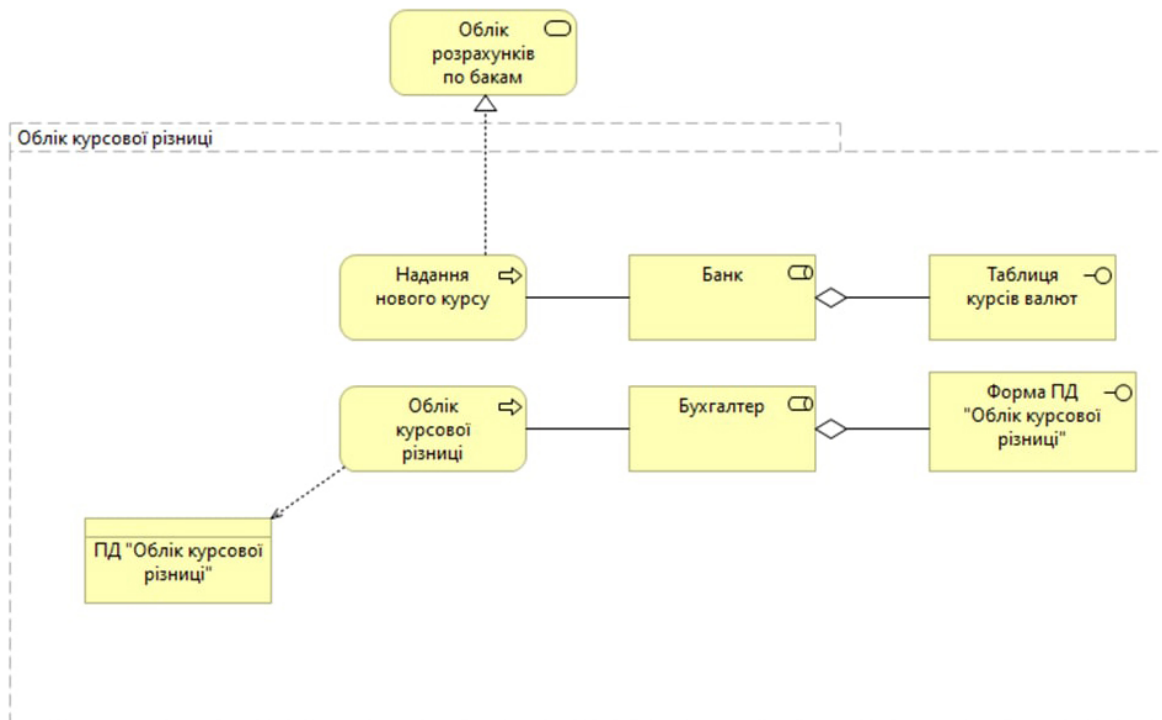 Облік
розрахунків
по бакам
Облік курсової різниці
Надання
нового курсу
Банк
Таблиця
курсів валют
Облік
курсової
різниці
Бухгалтер
Форма ПД
"Облік курсової
різниці"
ПД "Облік курсової
різниці"